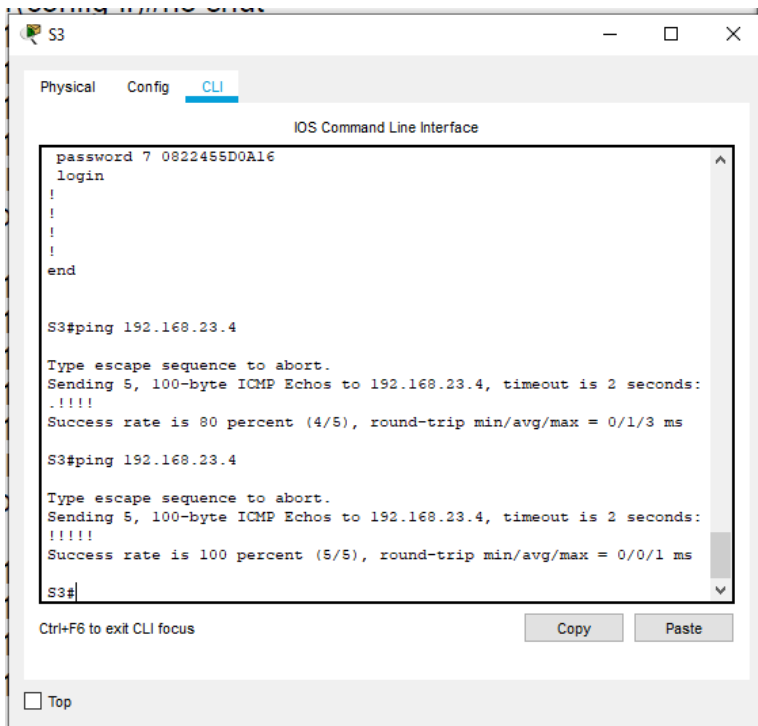 S3
Physical Config CLI
IOS Command Line Interface
password 7 0822455D0A16
login
!
!
!
!
end
S3#ping 192.168.23.4
Type escape sequence to abort.
Sending 5, 100-byte ICMP Echos to 192.168.23.4, timeout is 2 seconds:
.!!!!
Success rate is 80 percent (4/5), round-trip min/avg/max = 0/1/3 ms
S3#ping 192.168.23.4
Type escape sequence to abort.
Sending 5, 100-byte ICMP Echos to 192.168.23.4, timeout is 2 seconds:
!!!!!
Success rate is 100 percent (5/5), round-trip min/avg/max = 0/0/1 ms
S3#
Ctrl+F6 to exit CLI focus
Copy Paste
Top